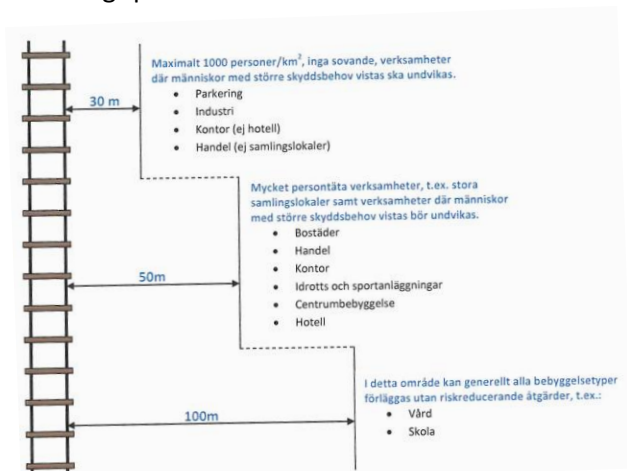 Maximalt 1000 personer/km², inga sovande, verksamheter
där människor med större skyddsbehov vistas ska undvikas.
30 m
• Parkering
• Industri
• Kontor (ej hotell)
• Handel (ej samlingslokaler)
Mycket persontäta verksamheter, t.ex. stora
samlingslokaler samt verksamheter där människor
med större skyddsbehov vistas bör undvikas.
• Bostäder
• Handel
• Kontor
• Idrotts och sportanläggningar
• Centrumbebyggelse
• Hotell
50m
I detta område kan generellt alla bebyggelsetyper
förläggas utan riskreducerande åtgärder, t.ex.:
• Vård
• Skola
100m